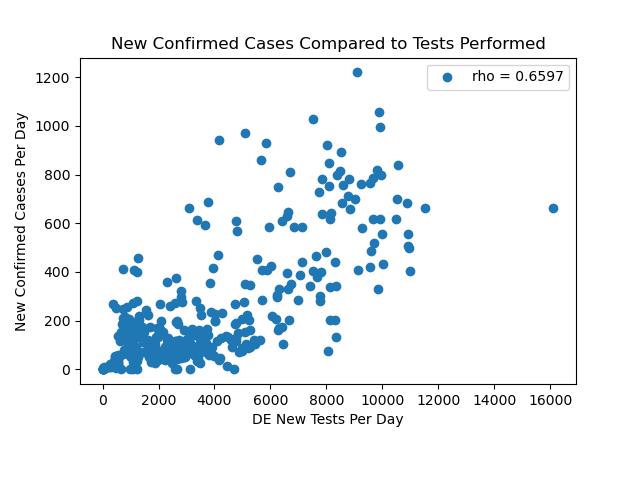 New Confirmed Cases Compared to Tests Performed
rho = 0.6597
1200
1000
800
600
400
200
0
New Confirmed Caeses Per Day
0 2000 4000 6000 8000 10000 12000 14000 16000
DE New Tests Per Day